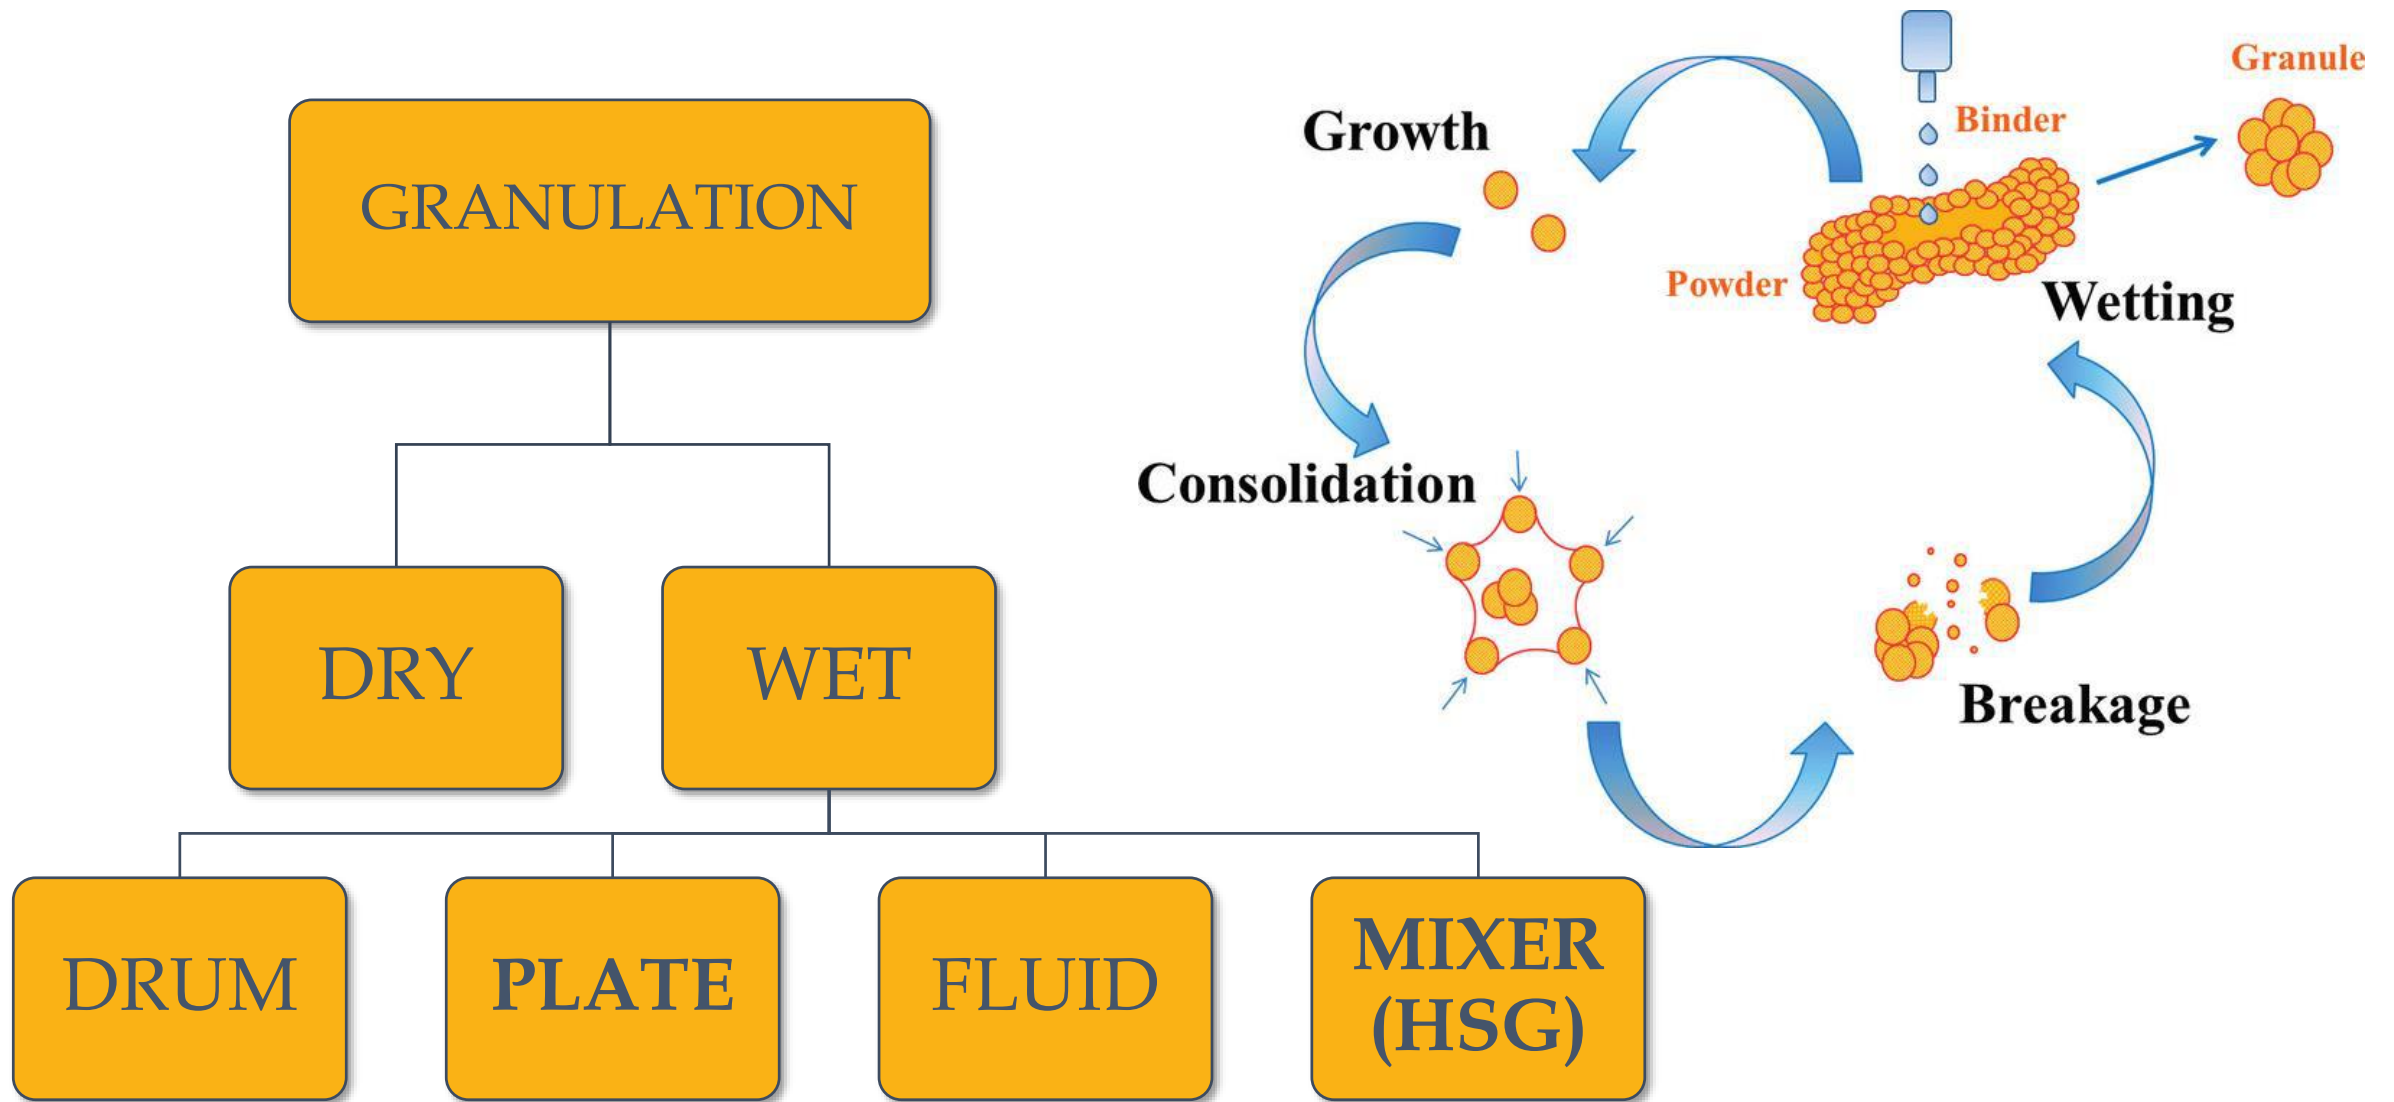 GRANULATION
DRY
WET
DRUM
PLATE
FLUID
MIXER
(HSG)
Growth
Binder
Granule
Powder
Wetting
Consolidation
Breakage